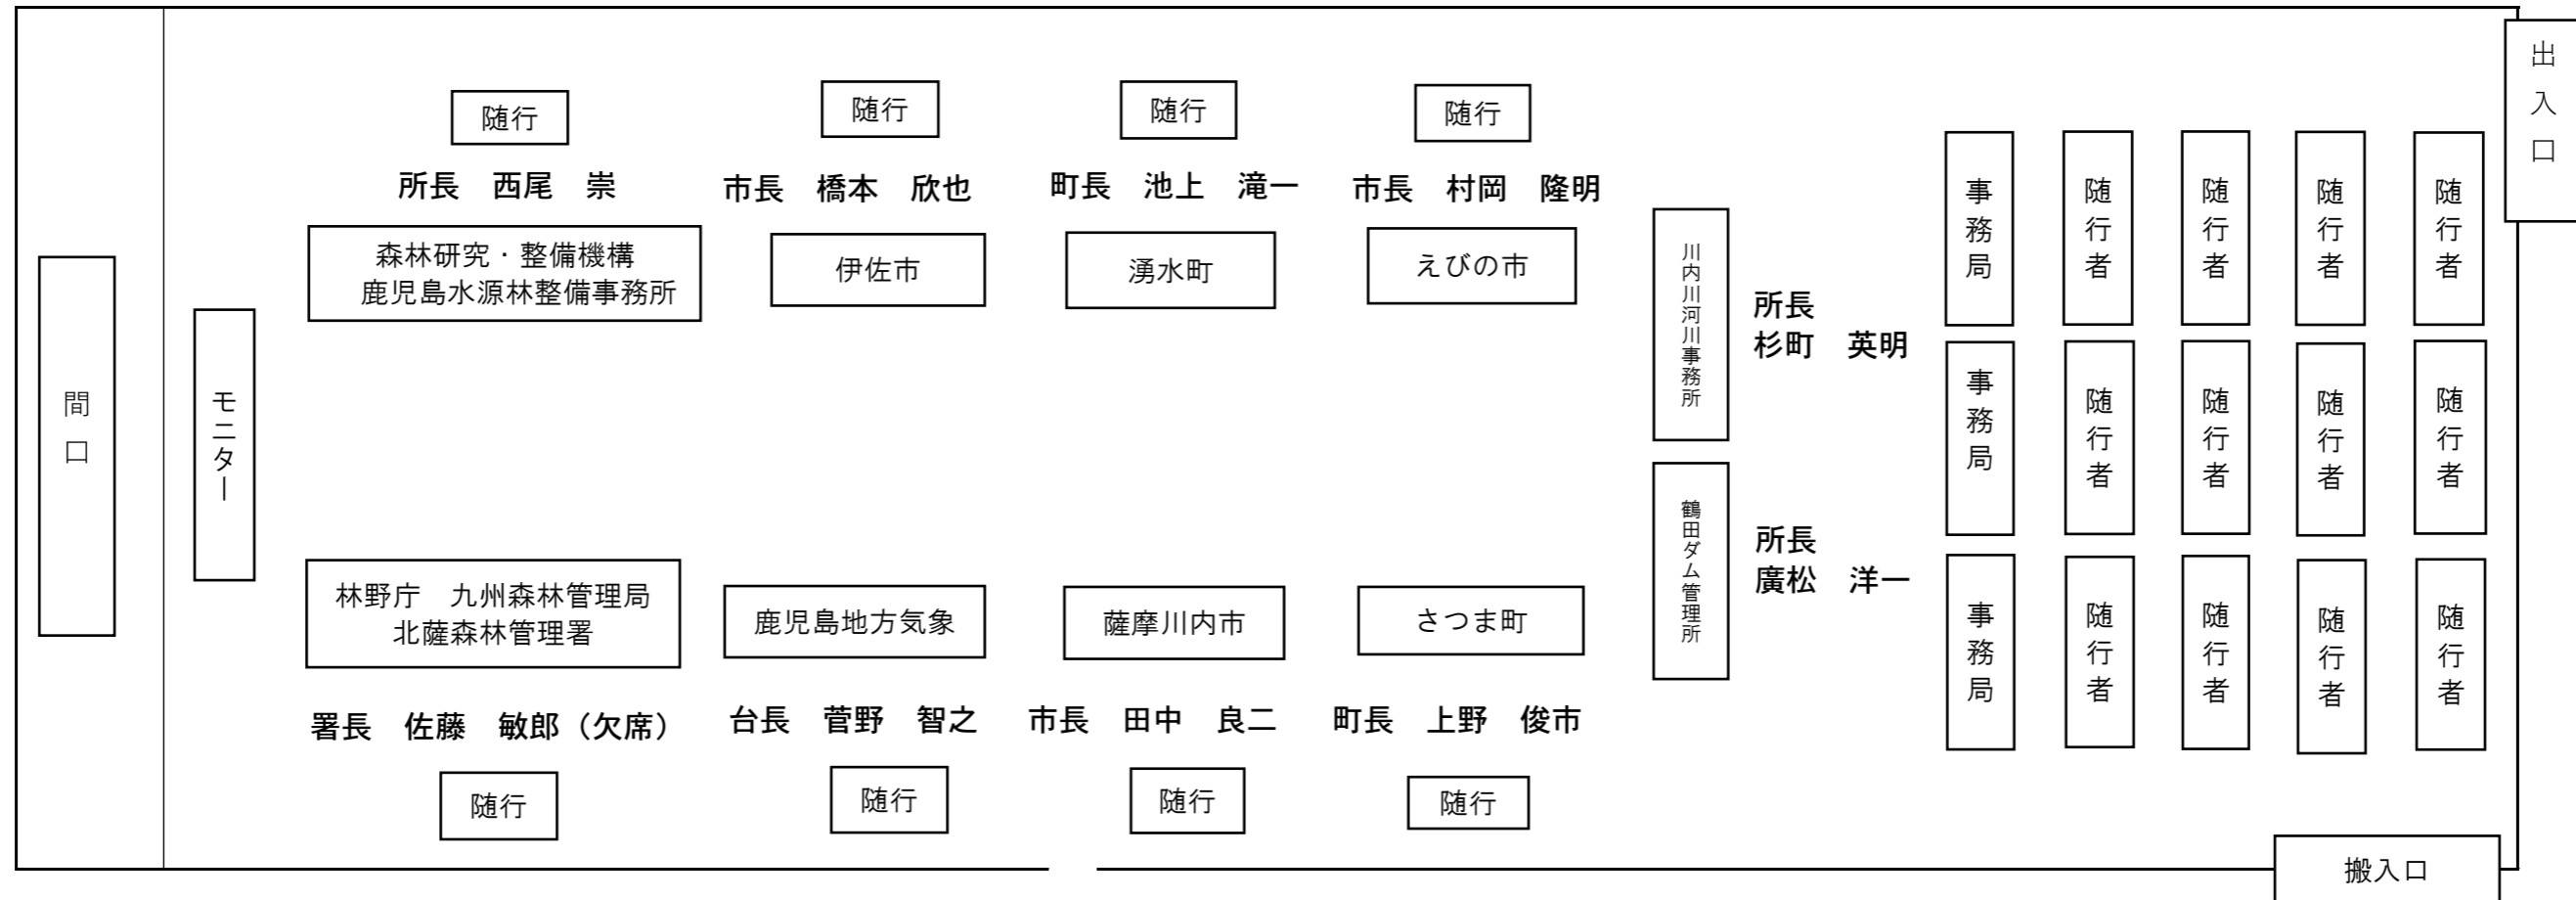 出入口
随行
随行
随行
随行
所長　西尾　崇
市長　橋本　欣也
町長　池上　滝一
市長　村岡　隆明
森林研究・整備機構
鹿児島水源林整備事務所
伊佐市
湧水町
えびの市
川内川河川事務所
所長
杉町　英明
事務局
随行者
随行者
随行者
随行者
間口
モニター
事務局
随行者
随行者
随行者
随行者
鶴田ダム管理所
所長
廣松　洋一
林野庁　九州森林管理局
北薩森林管理署
鹿児島地方気象
薩摩川内市
さつま町
事務局
随行者
随行者
随行者
随行者
署長　佐藤　敏郎（欠席）
台長　菅野　智之
市長　田中　良二
町長　上野　俊市
随行
随行
随行
随行
搬入口